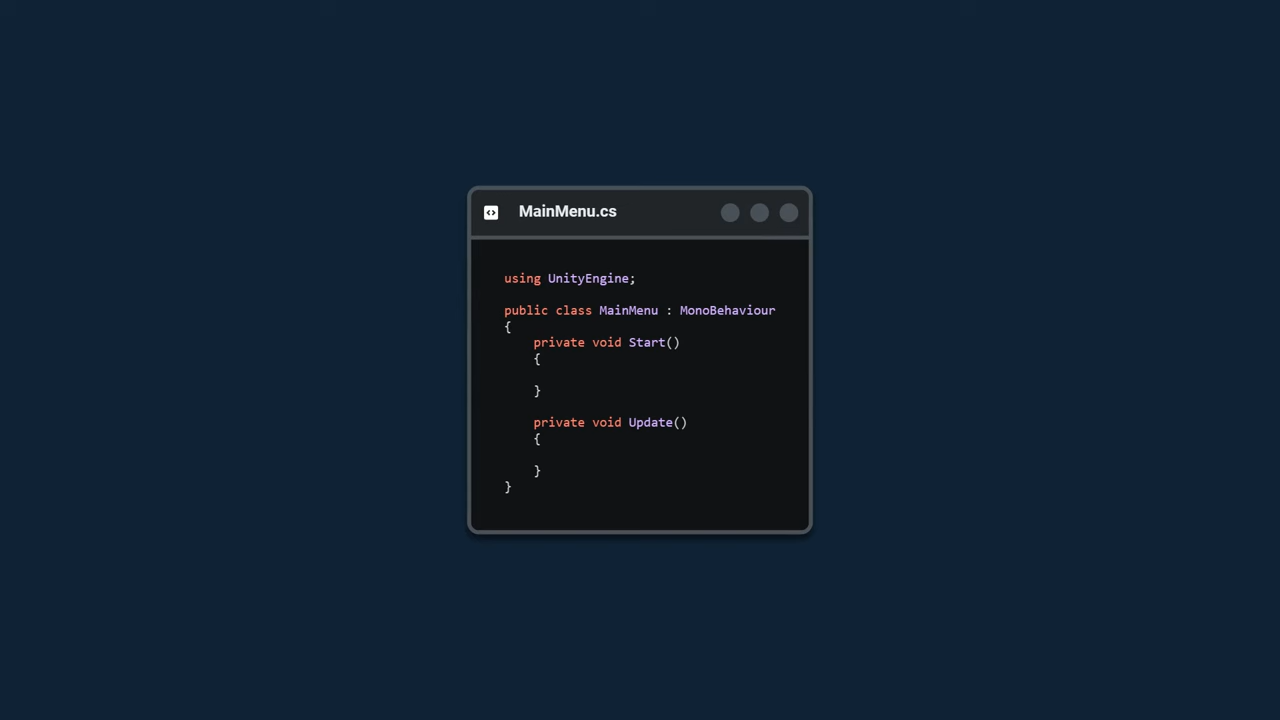 MainMenu.cs
using UnityEngine;
public class MainMenu : MonoBehaviour
{
    private void Start()
    {
    }
    private void Update()
    {
    }
}